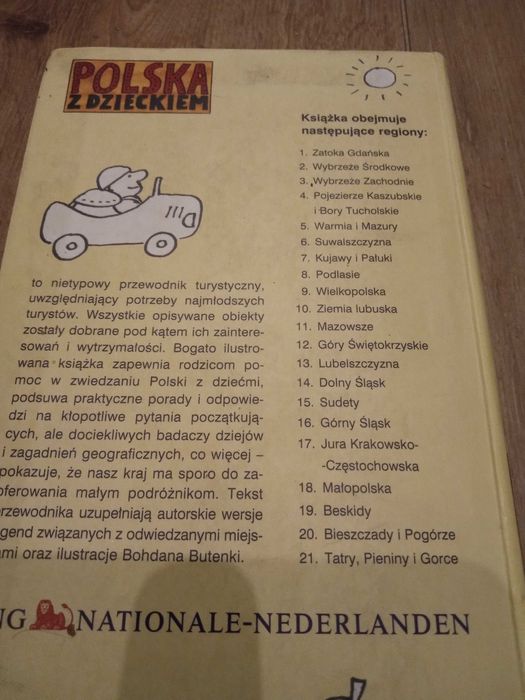 POLSKA
Z DZIECKIEM
to nietypowy przewodnik turystyczny,
uwzględniający potrzeby najmłodszych
turystów. Wszystkie opisywane obiekty
zostały dobrane pod kątem ich zaintere-
sowań i wytrzymałości. Bogato ilustro-
wana książka zapewnia rodzicom po-
moc w zwiedzaniu Polski z dziećmi,
podsuwa praktyczne porady i odpowie-
dzi na kłopotliwe pytania początkują-
cych, ale dociekliwych badaczy dziejów
i zagadnień geograficznych, co więcej –
pokazuje, że nasz kraj ma sporo do za-
oferowania małym podróżnikom. Tekst
rzewodnika uzupełniają autorskie wersje
gend związanych z odwiedzanymi miejs-
ami oraz ilustracje Bohdana Butenki.
Książka obejmuje
następujące regiony:
1. Zatoka Gdańska
2. Wybrzeże Środkowe
3. Wybrzeże Zachodnie
4. Pojezierze Kaszubskie
i Bory Tucholskie
5. Warmia i Mazury
6. Suwalszczyzna
7. Kujawy i Pałuki
8. Podlasie
9. Wielkopolska
10. Ziemia lubuska
11. Mazowsze
12. Góry Świętokrzyskie
13. Lubelszczyzna
14. Dolny Śląsk
15. Sudety
16. Górny Śląsk
17. Jura Krakowsko-
-Częstochowska
18. Małopolska
19. Beskidy
20. Bieszczady i Pogórze
21. Tatry, Pieniny i Gorce
NG NATIONALE-NEDERLANDEN